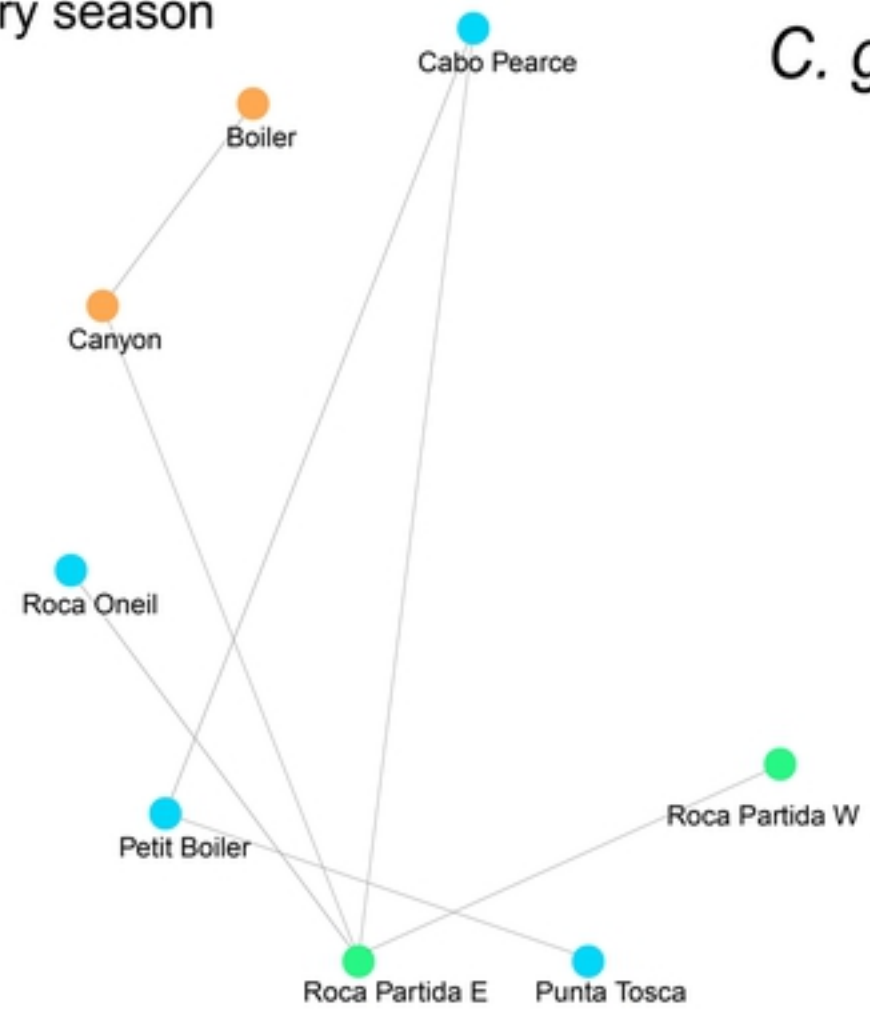 ry season
C. g
Cabo Pearce
Boiler
Canyon
Roca Oneil
Roca Partida W
Petit Boiler
Roca Partida E
Punta Tosca